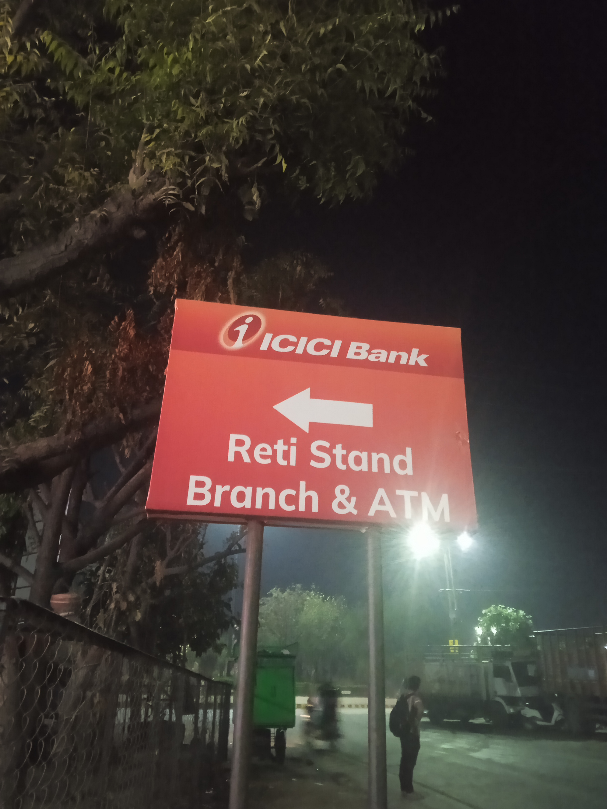 i ICICI Bank
Reti Stand
Branch & ATM